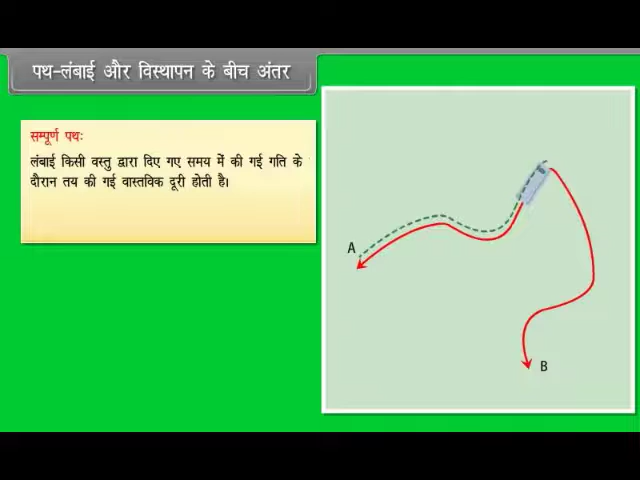 पथ-लंबाई और विस्थापन के बीच अंतर
सम्पूर्ण पथः
लंबाई किसी वस्तु द्वारा दिए गए समय में की गई गति के
दौरान तय की गई वास्तविक दूरी होती है।
A
B